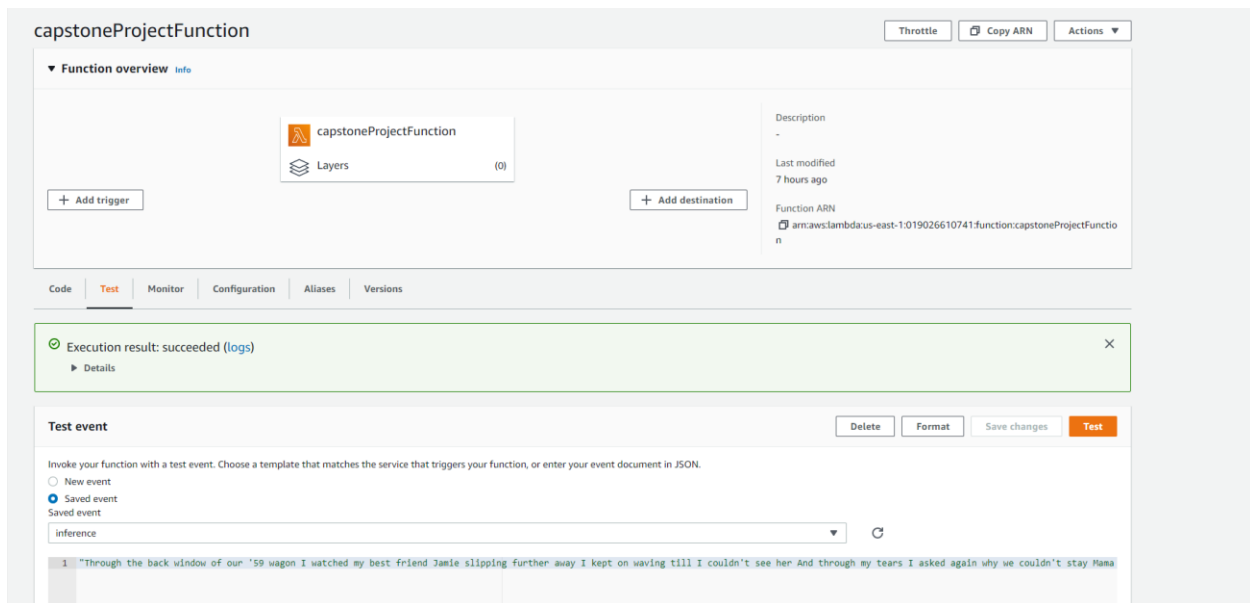 capstoneProjectFunction
Throttle
Copy ARN
Actions ▼
▼ Function overview Info
capstoneProjectFunction
Layers (0)
+ Add trigger
+ Add destination
Description
-
Last modified
7 hours ago
Function ARN
arn:aws:lambda:us-east-1:019026610741:function:capstoneProjectFunctio
n
Code
Test
Monitor
Configuration
Aliases
Versions
Execution result: succeeded (logs)
▶ Details
Test event
Delete
Format
Save changes
Test
Invoke your function with a test event. Choose a template that matches the service that triggers your function, or enter your event document in JSON.
New event
Saved event
Saved event
inference
1 "Through the back window of our '59 wagon I watched my best friend Jamie slipping further away I kept on waving till I couldn't see her And through my tears I asked again why we couldn't stay Mama